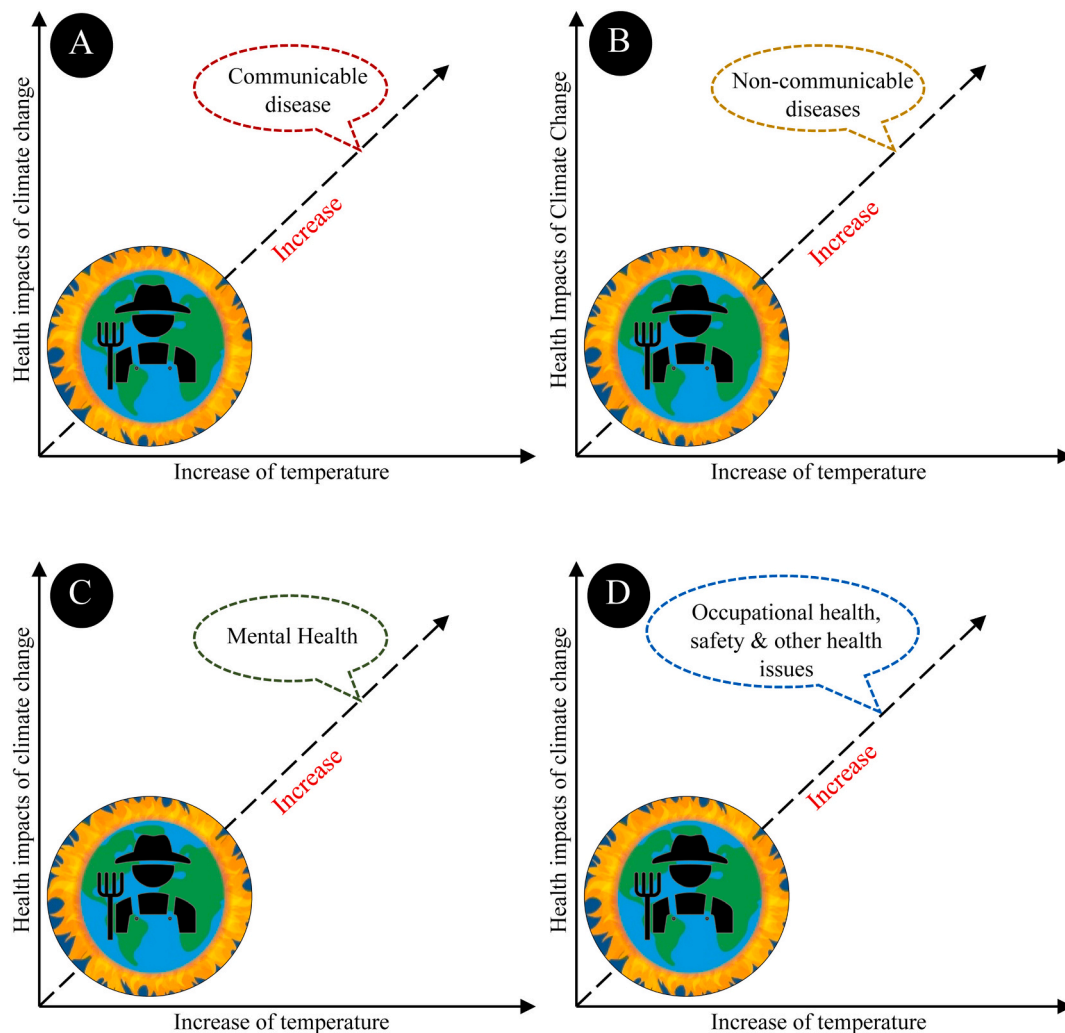 A
Communicable
disease
Increase
Health impacts of climate change
Increase of temperature
B
Non-communicable
diseases
Increase
Health Impacts of Climate Change
Increase of temperature
C
Mental Health
Increase
Health impacts of climate change
Increase of temperature
D
Occupational health,
safety & other health
issues
Increase
Health impacts of climate change
Increase of temperature